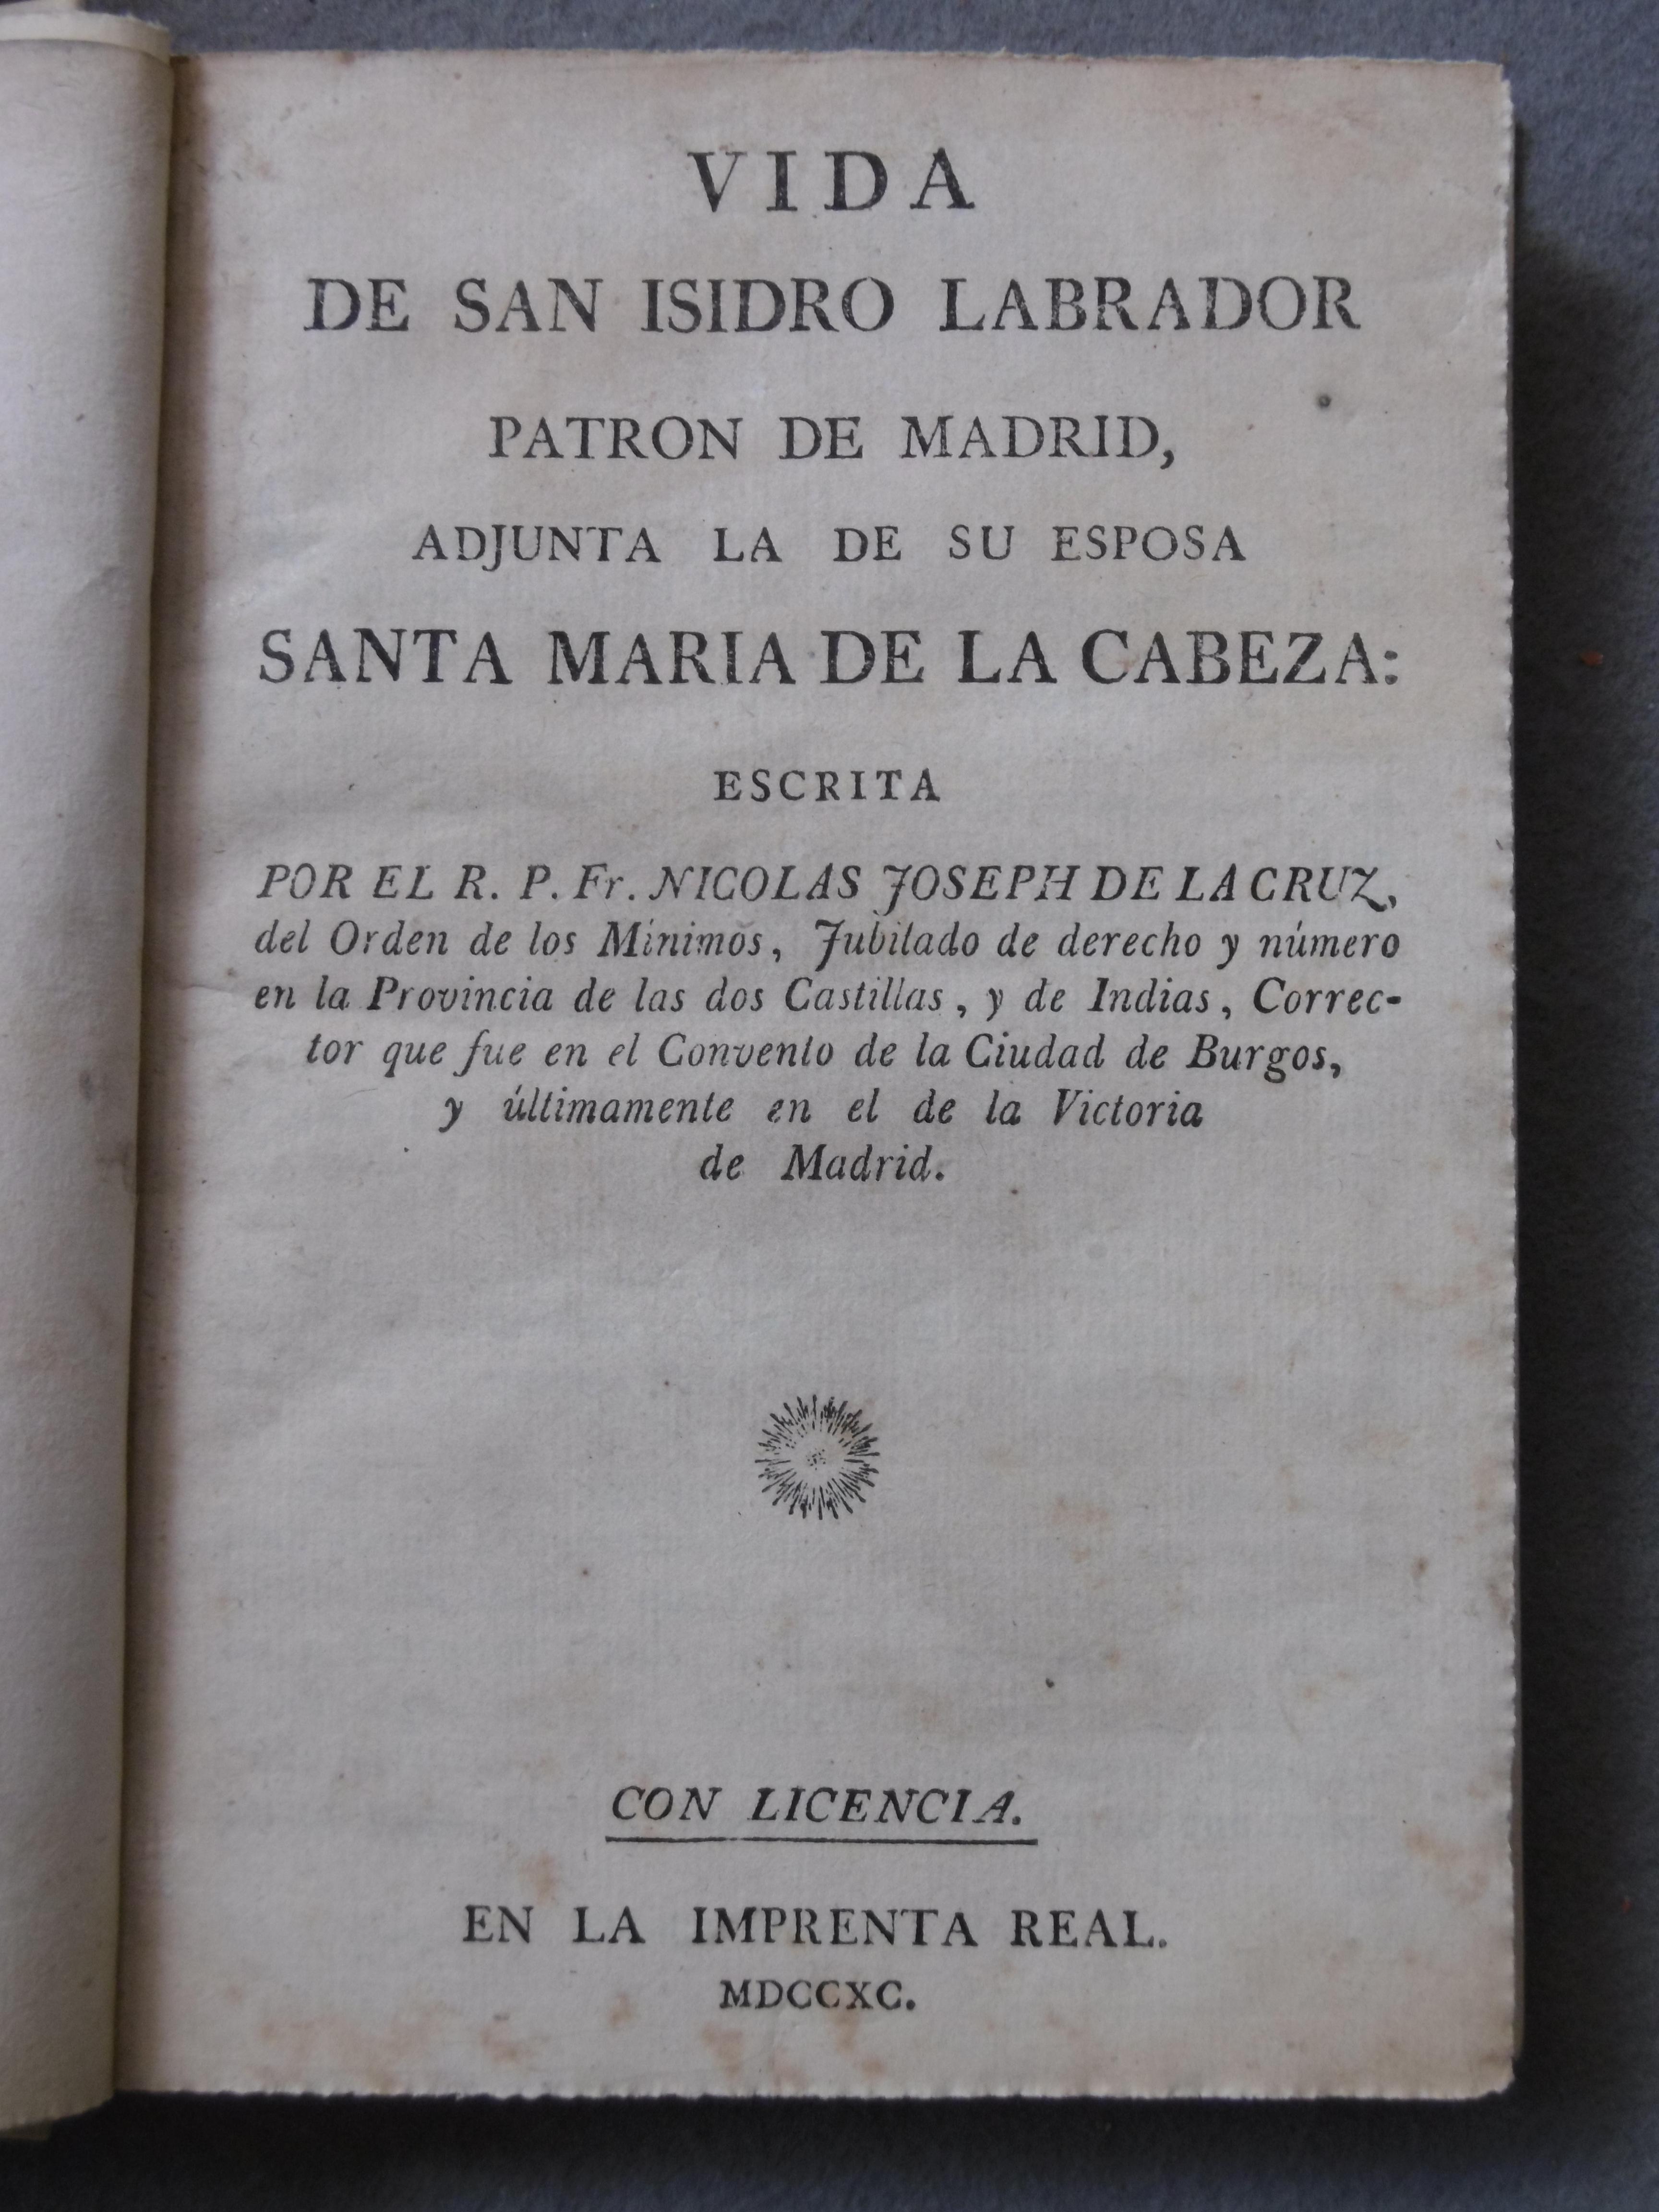 VIDA
DE SAN ISIDRO LABRADOR
PATRON DE MADRID,
ADJUNTA LA DE SU ESPOSA
SANTA MARIA DE LA CABEZA:
ESCRITA
POR EL R. P. Fr. NICOLAS JOSEPH DE LA CRUZ,
del Orden de los Minimos, Jubilado de derecho y número
en la Provincia de las dos Castillas, y de Indias, Correc-
tor que fue en el Convento de la Ciudad de Burgos,
y últimamente en el de la Victoria
de Madrid.
CON LICENCIA.
EN LA IMPRENTA REAL.
MDCCXC.